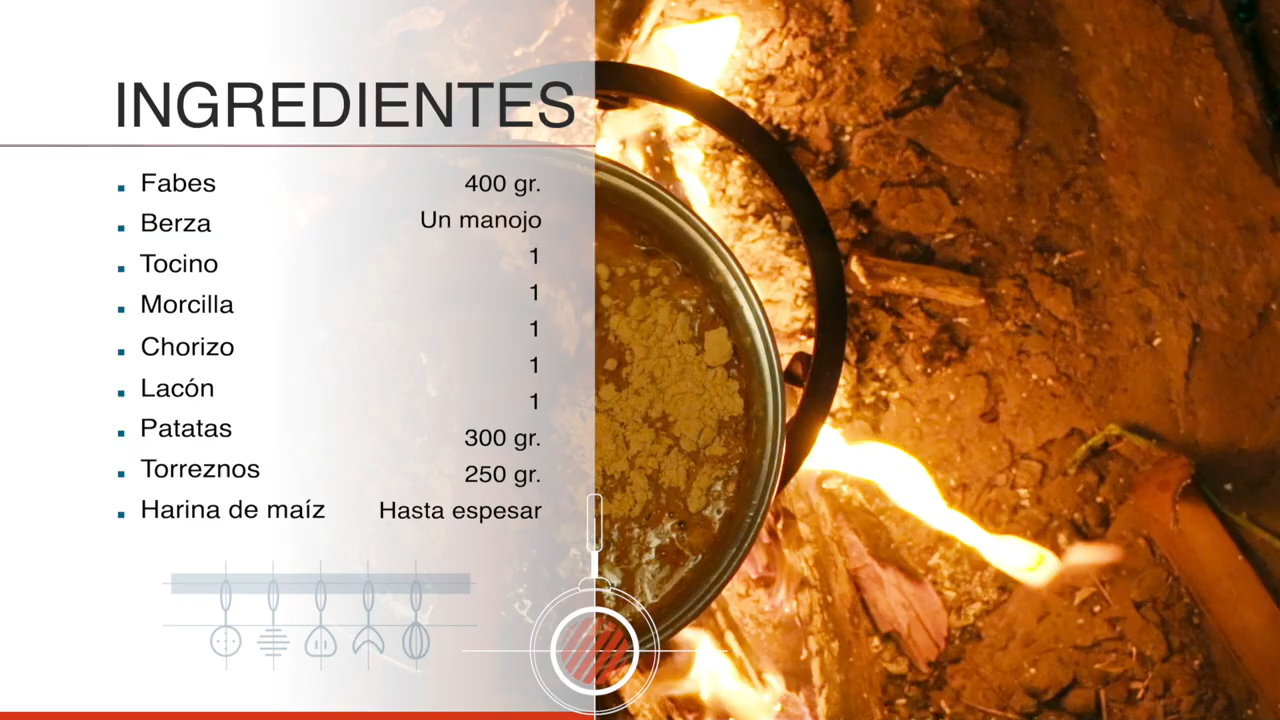 INGREDIENTES
Fabes
Berza
Tocino
Morcilla
Chorizo
Lacón
Patatas
Torreznos
Harina de maíz
400 gr.
Un manojo
1
1
1
1
1
300 gr.
250 gr.
Hasta espesar